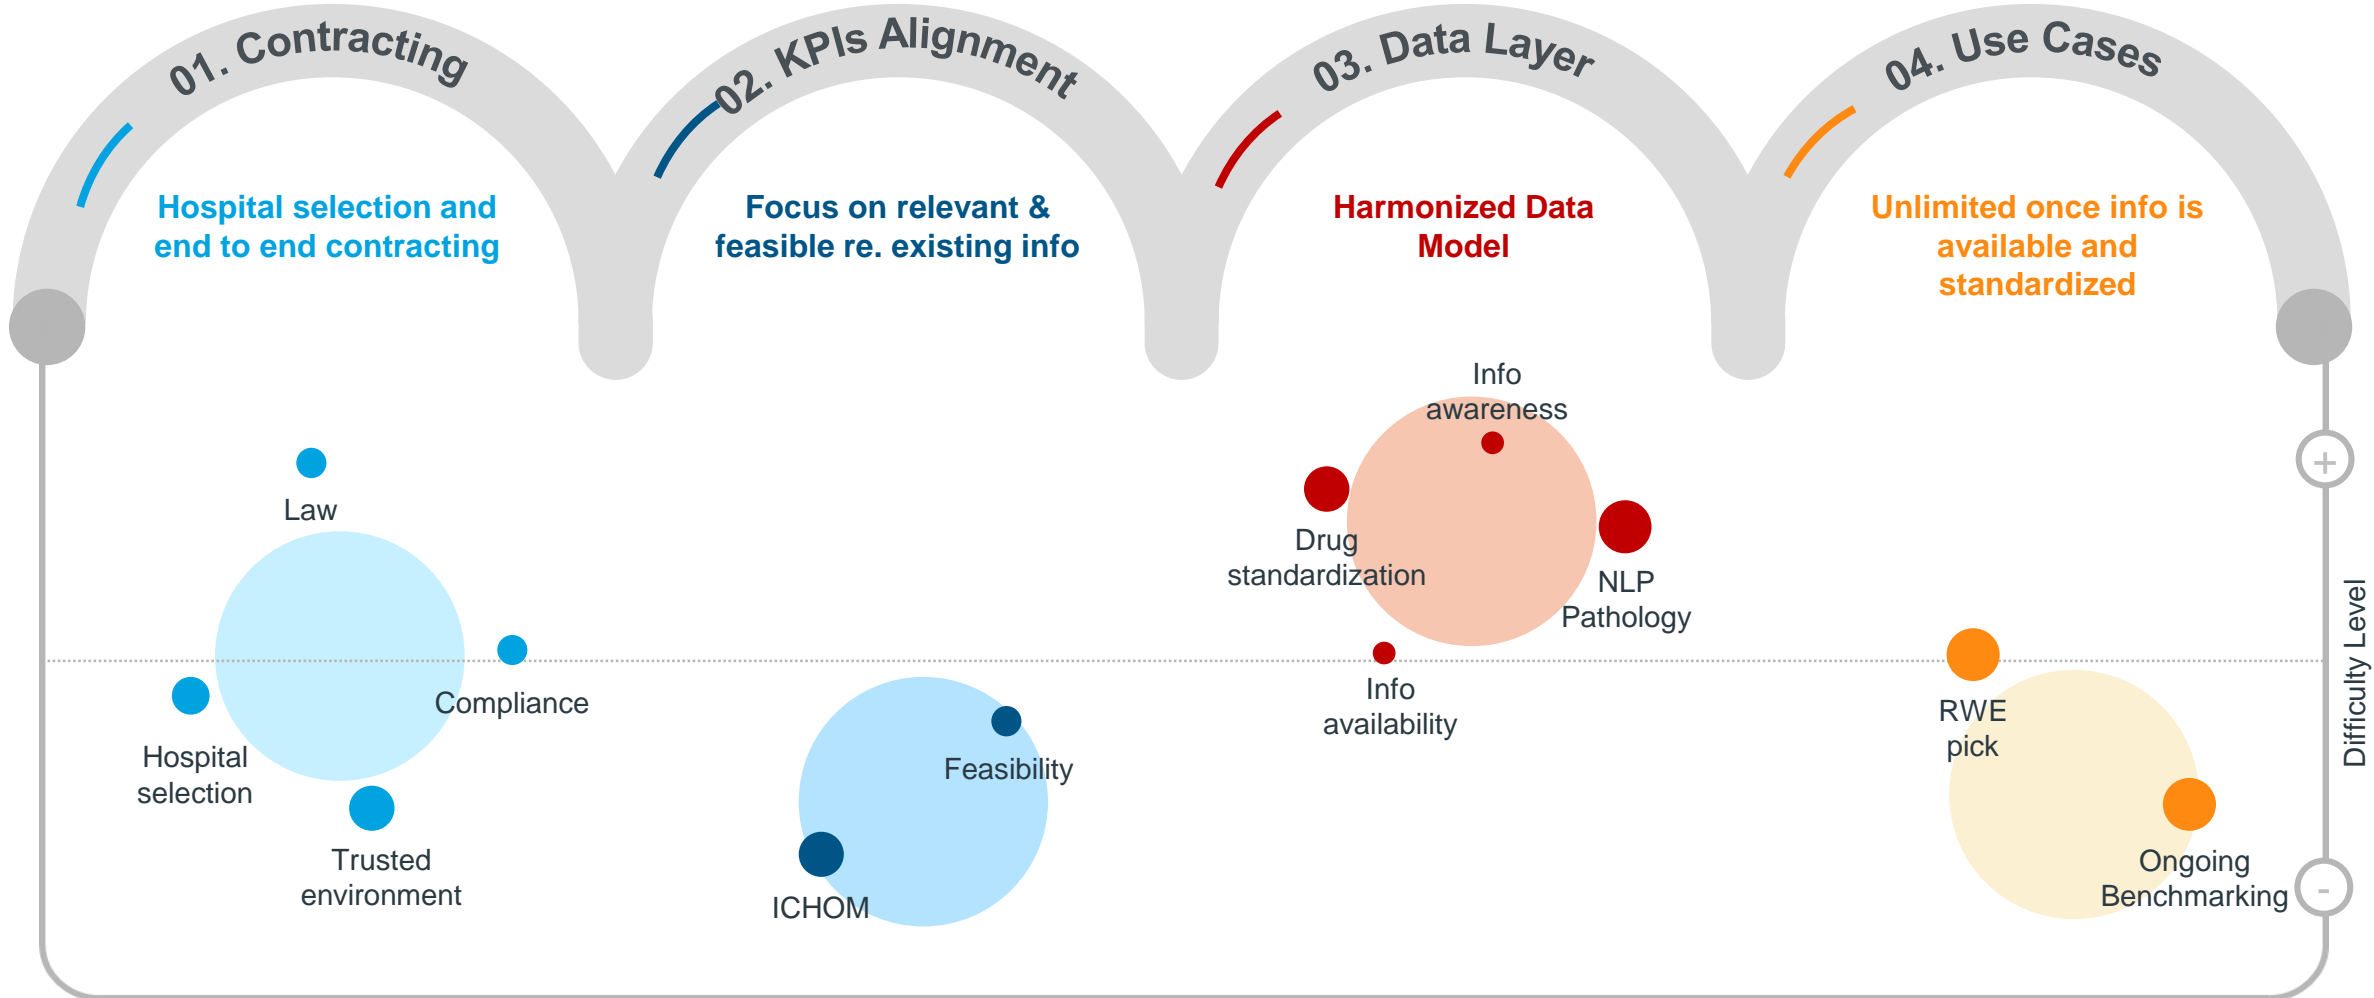 01. Contracting
02. KPIs Alignment
03. Data Layer
04. Use Cases
Hospital selection and
end to end contracting
Focus on relevant &
feasible re. existing info
Harmonized Data
Model
Unlimited once info is
available and
standardized
Law
Compliance
Hospital
selection
Trusted
environment
Feasibility
ICHOM
Info
awareness
Drug
standardization
NLP
Pathology
Info
availability
RWE
pick
Ongoing
Benchmarking
+
Difficulty Level
-